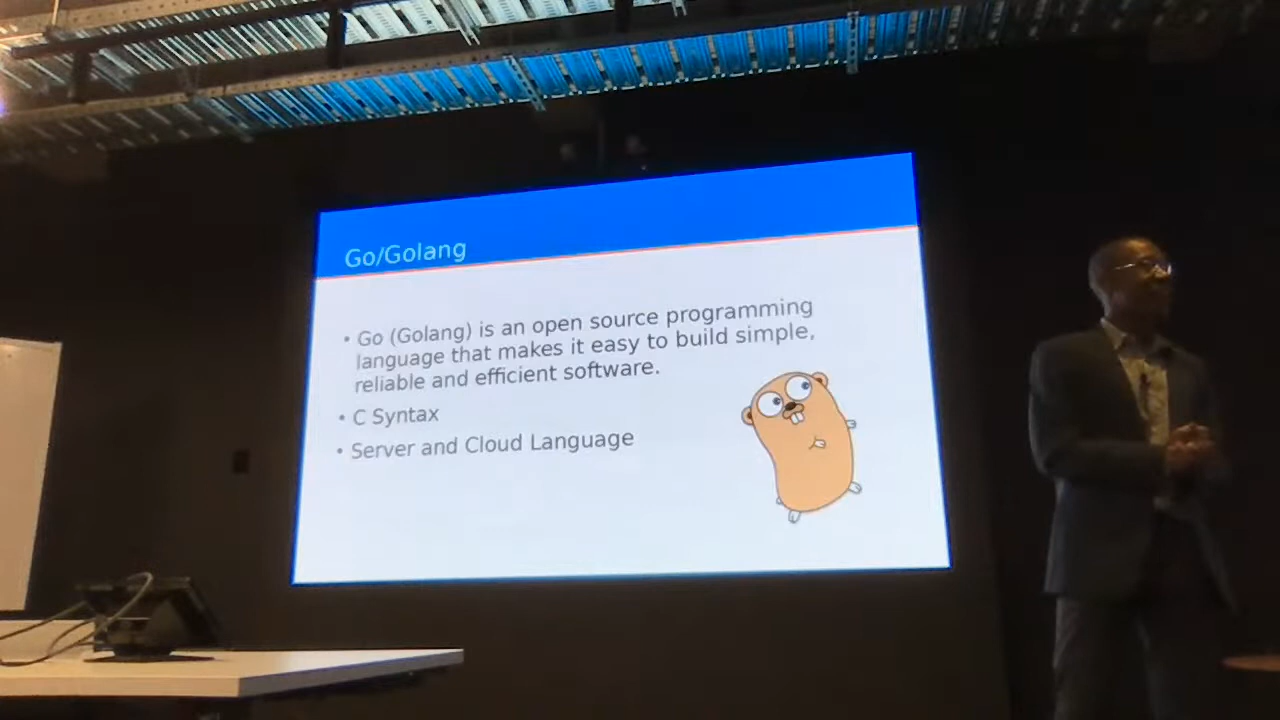 Go/Golang
• Go (Golang) is an open source programming
language that makes it easy to build simple,
reliable and efficient software.
• C Syntax
• Server and Cloud Language